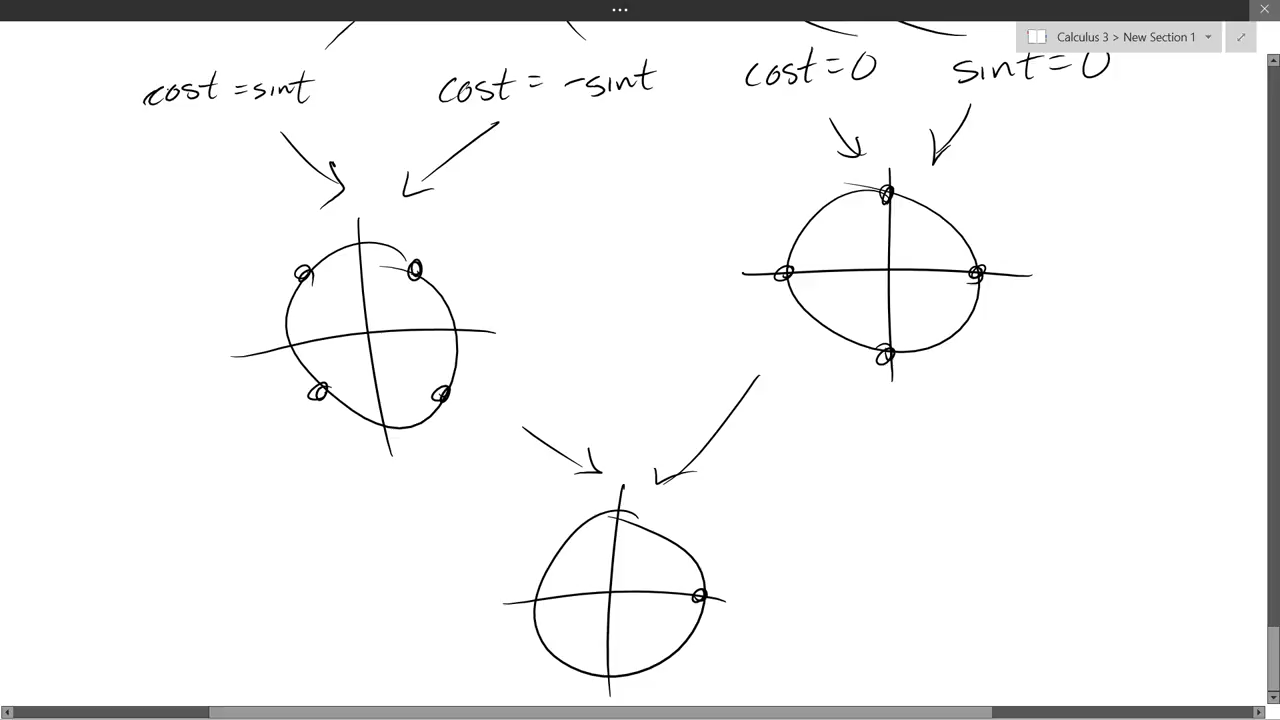 Calculus 3 > New Section 1
cost = sint cost = -sint cost = 0 sint = 0